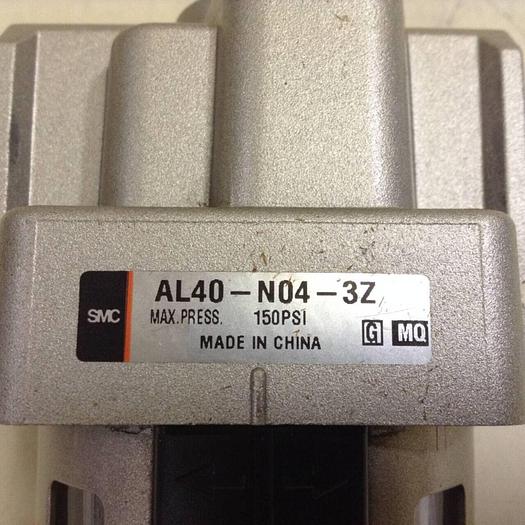 SMC
AL40-N04-3Z
MAX.PRESS. 150PSI
MADE IN CHINA
G MQ